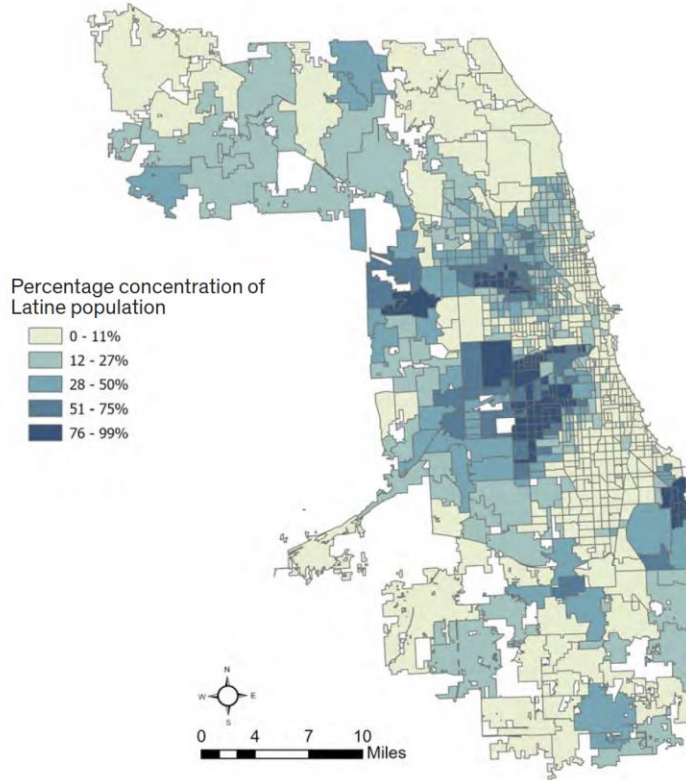 Percentage concentration of
Latine population
0 - 11%
12 - 27%
28 - 50%
51 - 75%
76 - 99%
N
W E
S
0 4 7 10
Miles